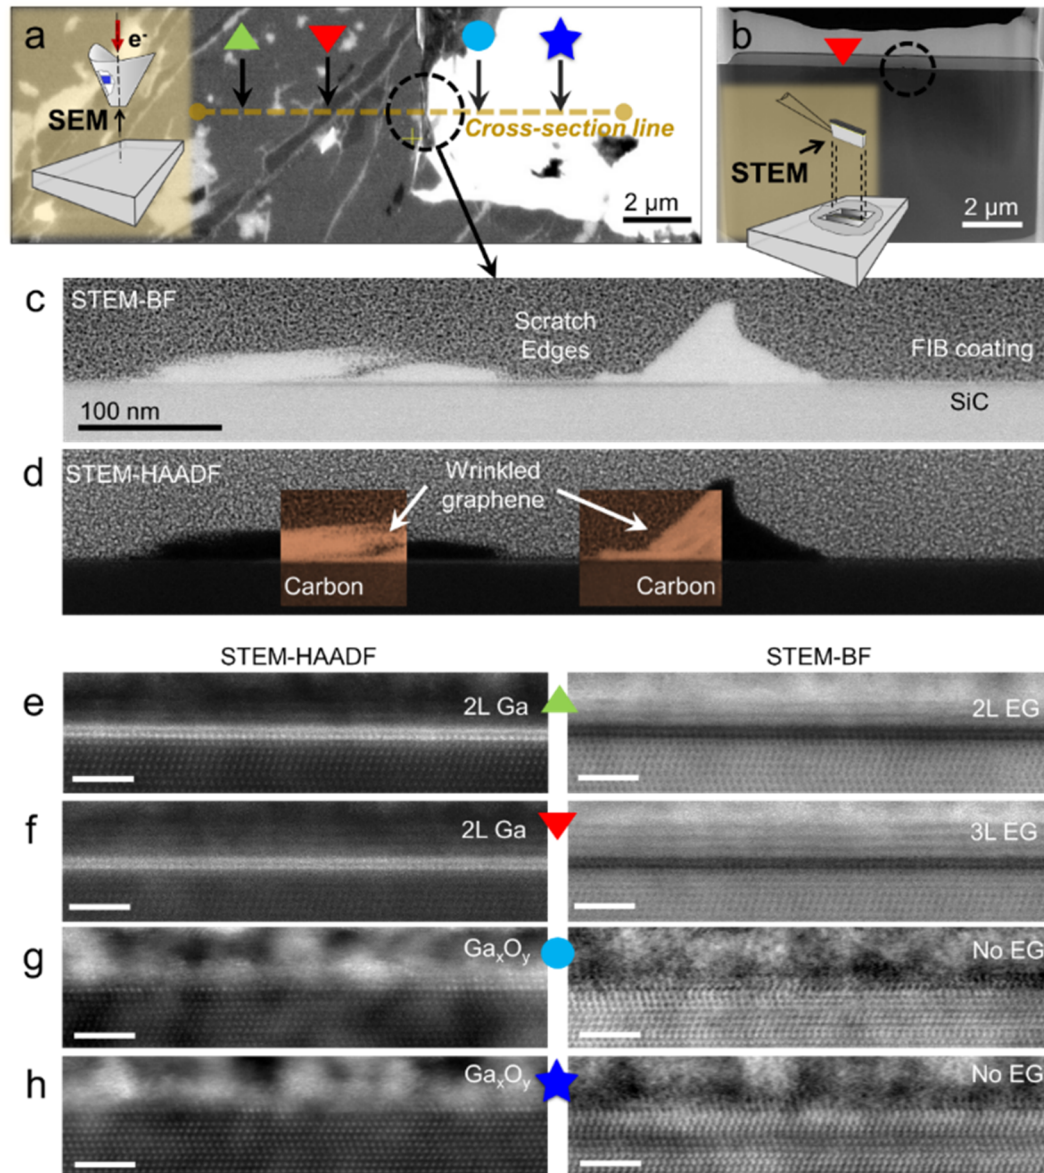 a
e-
SEM
Cross-section line
2 µm
b
STEM
2 µm
c
STEM-BF
Scratch
Edges
FIB coating
SiC
100 nm
d
STEM-HAADF
Wrinkled
graphene
Carbon
Carbon
STEM-HAADF
STEM-BF
e
2L Ga
2L EG
f
2L Ga
3L EG
g
GaxOy
No EG
h
GaxOy
No EG